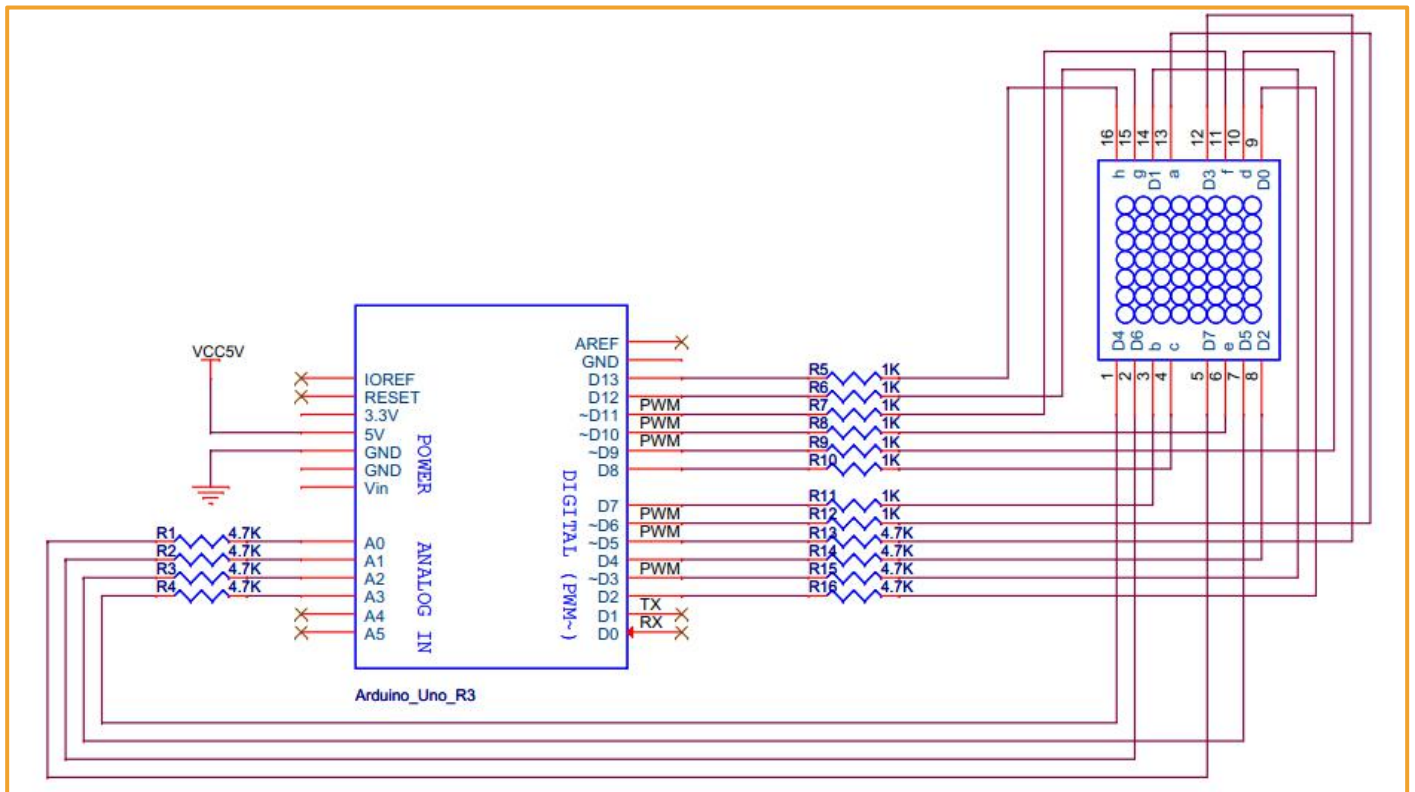 16
15
14
13
12
11
10
9
h
g
D1
a
D3
f
d
D0
D4
D6
b
c
D7
e
D5
D2
1
2
3
4
5
6
7
8
VCC5V
IOREF
RESET
3.3V
5V
GND
GND
Vin
POWER
A0
A1
A2
A3
A4
A5
ANALOG IN
R1 4.7K
R2 4.7K
R3 4.7K
R4 4.7K
AREF
GND
D13
D12
~D11 PWM
~D10 PWM
~D9 PWM
D8
D7
~D6 PWM
~D5 PWM
D4
~D3 PWM
D2
D1 TX
D0 RX
DIGITAL (PWM~)
R5 1K
R6 1K
R7 1K
R8 1K
R9 1K
R10 1K
R11 1K
R12 1K
R13 4.7K
R14 4.7K
R15 4.7K
R16 4.7K
Arduino_Uno_R3